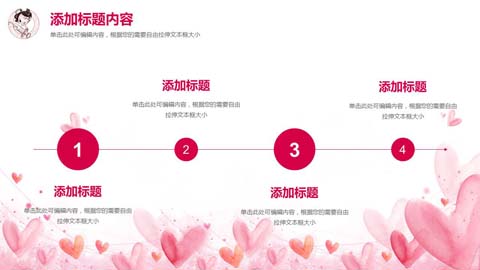 添加标题内容
单击此处可编辑内容，根据您的需要自由拉伸文本框大小
添加标题
单击此处可编辑内容，根据您的需要自由
拉伸文本框大小
添加标题
单击此处可编辑内容，根据您的需要自由
拉伸文本框大小
1
2
3
4
添加标题
单击此处可编辑内容，根据您的需要自由
拉伸文本框大小
添加标题
单击此处可编辑内容，根据您的需要自由
拉伸文本框大小